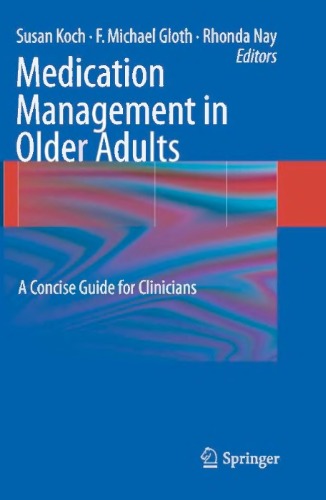 Susan Koch · F. Michael Gloth · Rhonda Nay
Editors
Medication
Management in
Older Adults
A Concise Guide for Clinicians
Springer